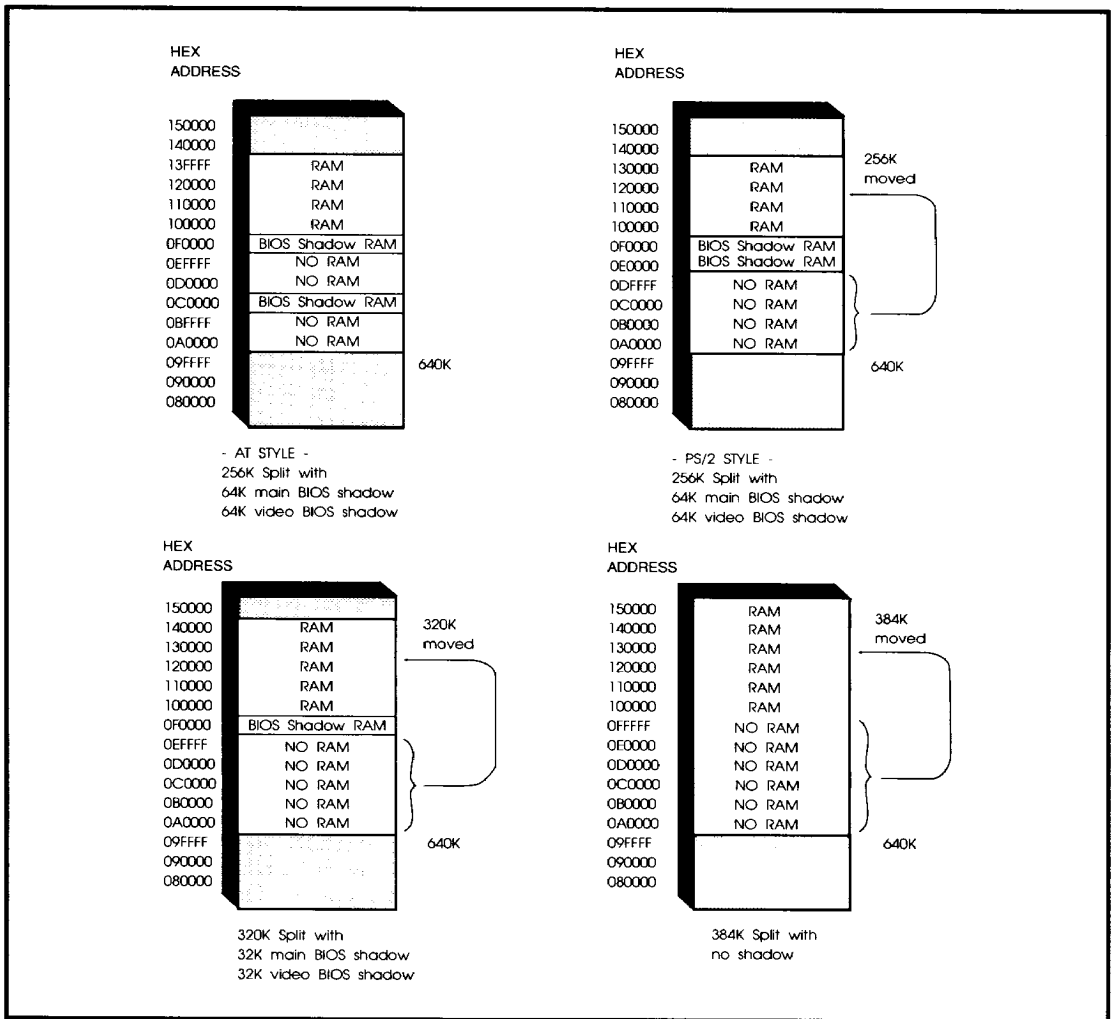 HEX
ADDRESS
150000
140000
13FFFF RAM
120000 RAM
110000 RAM
100000 RAM
0F0000 BIOS Shadow RAM
0EFFFF NO RAM
0D0000 NO RAM
0C0000 BIOS Shadow RAM
0BFFFF NO RAM
0A0000 NO RAM
09FFFF 640K
090000
080000
- AT STYLE -
256K Split with
64K main BIOS shadow
64K video BIOS shadow
HEX
ADDRESS
150000
140000
130000 RAM
120000 RAM
110000 RAM
100000 RAM
0F0000 BIOS Shadow RAM
0E0000 BIOS Shadow RAM
0DFFFF NO RAM
0C0000 NO RAM
0B0000 NO RAM
0A0000 NO RAM
09FFFF 640K
090000
080000
256K
moved
- PS/2 STYLE -
256K Split with
64K main BIOS shadow
64K video BIOS shadow
HEX
ADDRESS
150000
140000 RAM
130000 RAM
120000 RAM
110000 RAM
100000 RAM
0F0000 BIOS Shadow RAM
0EFFFF NO RAM
0D0000 NO RAM
0C0000 NO RAM
0B0000 NO RAM
0A0000 NO RAM
09FFFF 640K
090000
080000
320K
moved
320K Split with
32K main BIOS shadow
32K video BIOS shadow
HEX
ADDRESS
150000 RAM
140000 RAM
130000 RAM
120000 RAM
110000 RAM
100000 RAM
0FFFFF NO RAM
0E0000 NO RAM
0D0000 NO RAM
0C0000 NO RAM
0B0000 NO RAM
0A0000 NO RAM
09FFFF 640K
090000
080000
384K
moved
384K Split with
no shadow